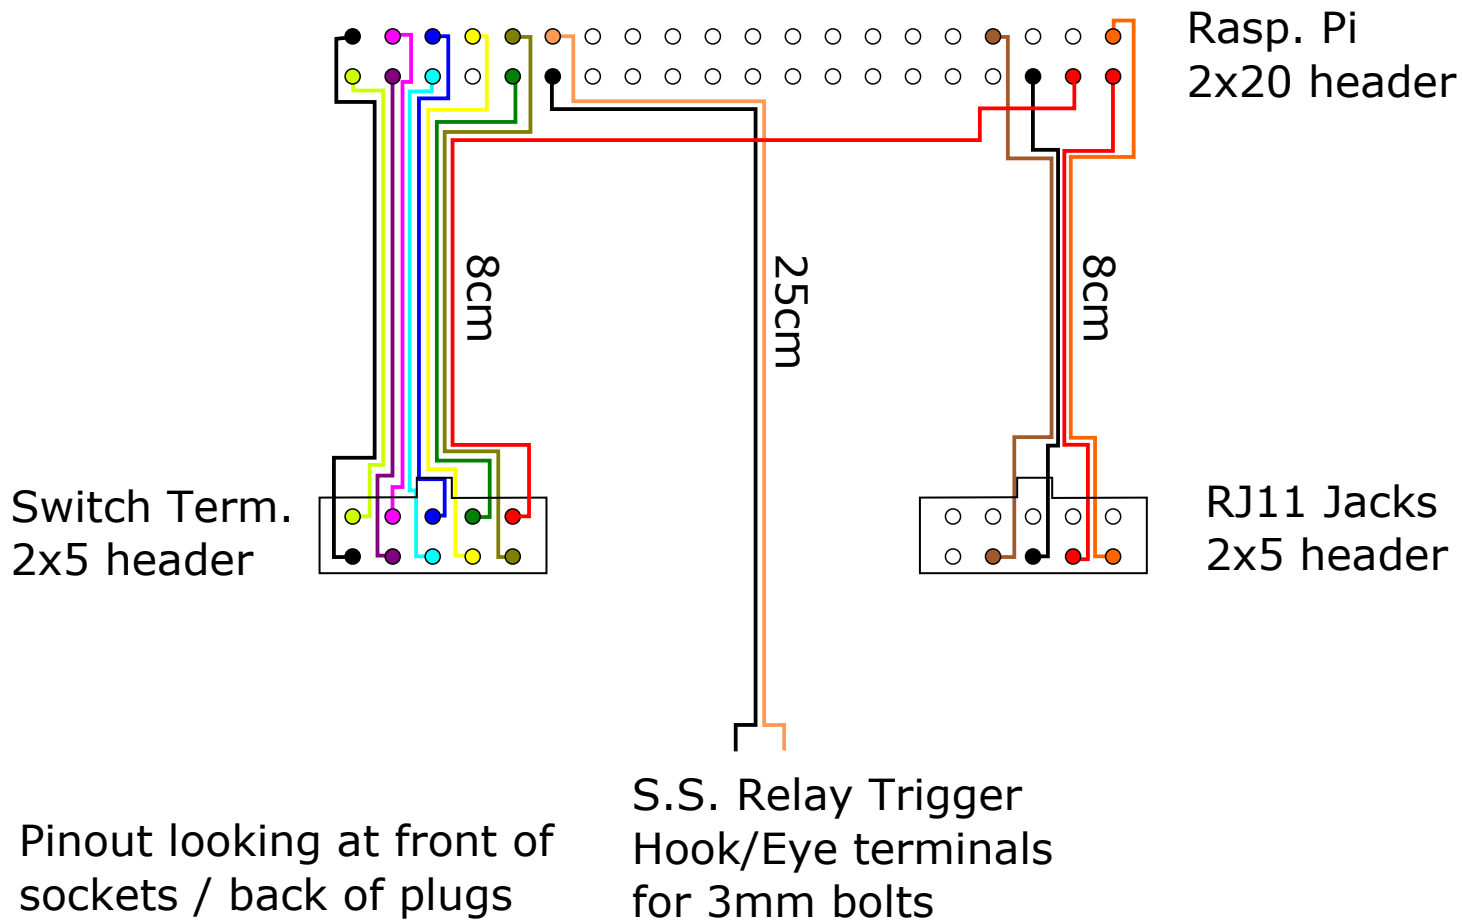 Rasp. Pi
2x20 header
8cm
25cm
8cm
Switch Term.
2x5 header
RJ11 Jacks
2x5 header
S.S. Relay Trigger
Hook/Eye terminals
for 3mm bolts
Pinout looking at front of
sockets / back of plugs